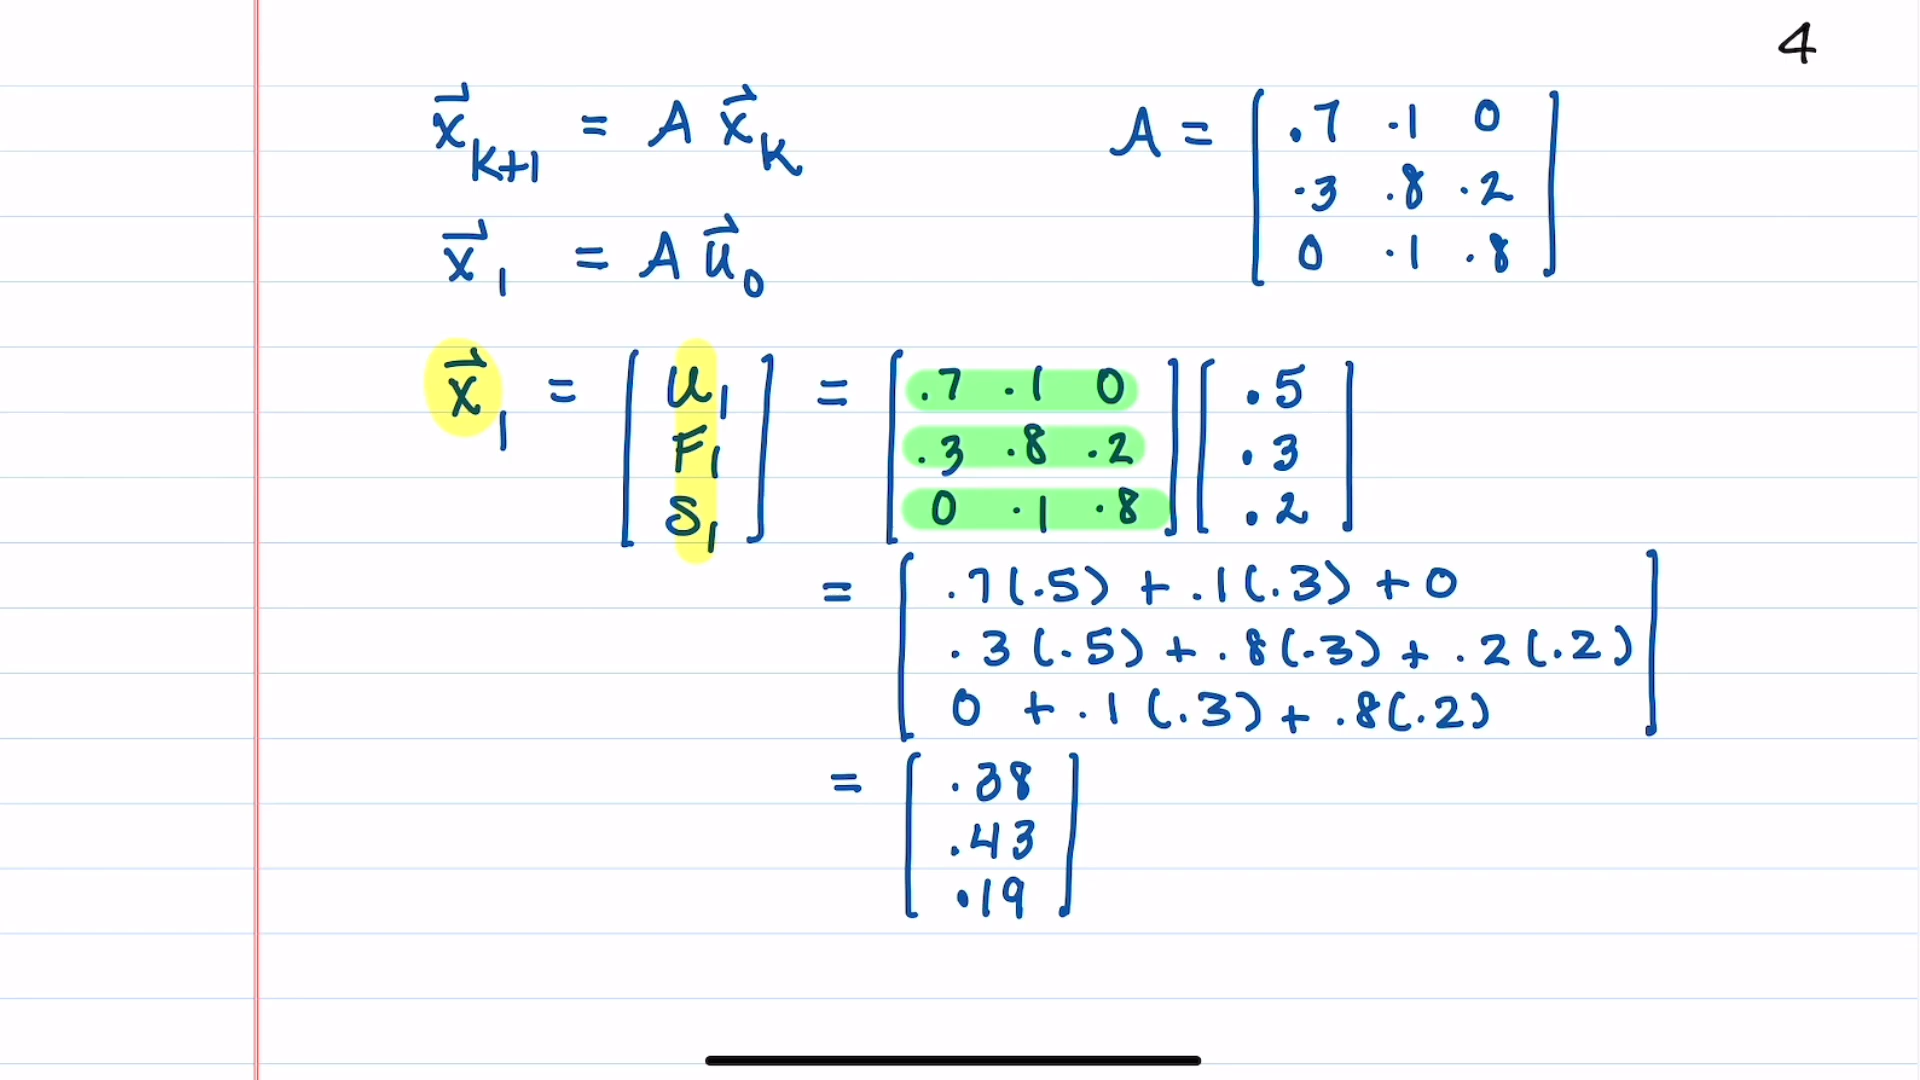 4
x⃗ₖ₊₁ = A x⃗ₖ
A = [ .7 .1 0
.3 .8 .2
0 .1 .8 ]
x⃗₁ = A u⃗₀
x⃗₁ = [ u₁ F₁ S₁ ] = [ .7 .1 0
.3 .8 .2
0 .1 .8 ] [ .5 .3 .2 ]
= [ .7(.5) + .1(.3) + 0
.3(.5) + .8(.3) + .2(.2)
0 + .1(.3) + .8(.2) ]
= [ .38
.43
.19 ]